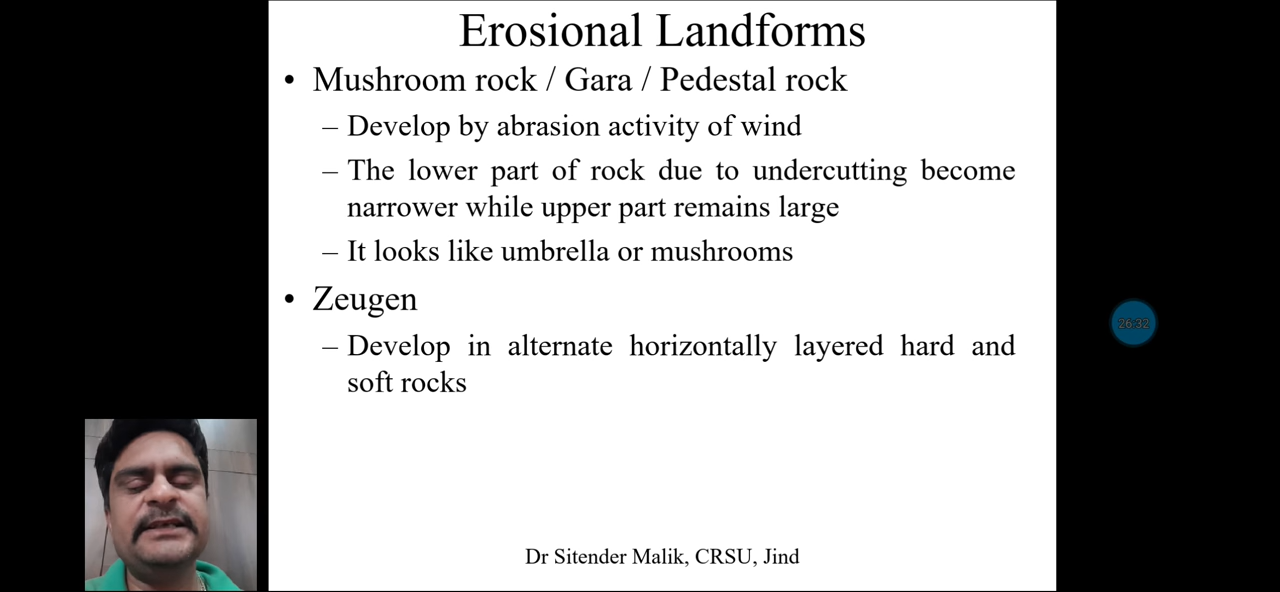 Erosional Landforms
• Mushroom rock / Gara / Pedestal rock
– Develop by abrasion activity of wind
– The lower part of rock due to undercutting become
narrower while upper part remains large
– It looks like umbrella or mushrooms
• Zeugen
– Develop in alternate horizontally layered hard and
soft rocks
26:32
Dr Sitender Malik, CRSU, Jind